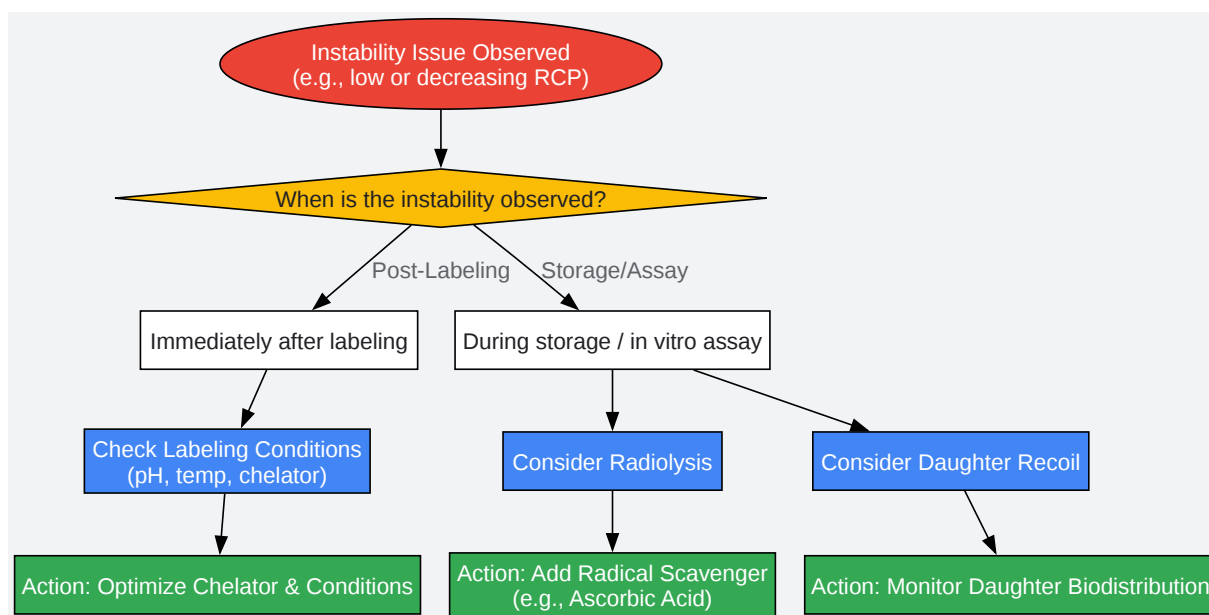 Instability Issue Observed
(e.g., low or decreasing RCP)
When is the instability observed?
Post-Labeling
Storage/Assay
Immediately after labeling
During storage / in vitro assay
Check Labeling Conditions
(pH, temp, chelator)
Consider Radiolysis
Consider Daughter Recoil
Action: Optimize Chelator & Conditions
Action: Add Radical Scavenger
(e.g., Ascorbic Acid)
Action: Monitor Daughter Biodistribution